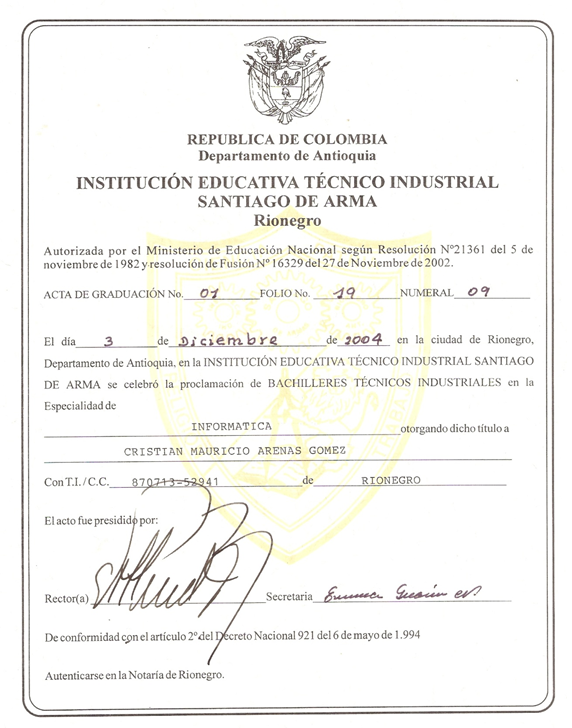 REPUBLICA DE COLOMBIA
Departamento de Antioquia
INSTITUCIÓN EDUCATIVA TÉCNICO INDUSTRIAL
SANTIAGO DE ARMA
Rionegro
Autorizada por el Ministerio de Educación Nacional según Resolución Nº21361 del 5 de
noviembre de 1982 y resolución de Fusión Nº 16329 del 27 de Noviembre de 2002.
ACTA DE GRADUACIÓN No. 01 FOLIO No. 19 NUMERAL 09
El día 3 de Diciembre de 2004 en la ciudad de Rionegro,
Departamento de Antioquia, en la INSTITUCIÓN EDUCATIVA TÉCNICO INDUSTRIAL SANTIAGO
DE ARMA se celebró la proclamación de BACHILLERES TÉCNICOS INDUSTRIALES en la
Especialidad de
INFORMATICA otorgando dicho título a
CRISTIAN MAURICIO ARENAS GOMEZ
Con T.I. / C.C. 870713-52941 de RIONEGRO
El acto fue presidido por:
Rector(a) Secretaria
De conformidad con el artículo 2º del Decreto Nacional 921 del 6 de mayo de 1.994
Autenticarse en la Notaría de Rionegro.